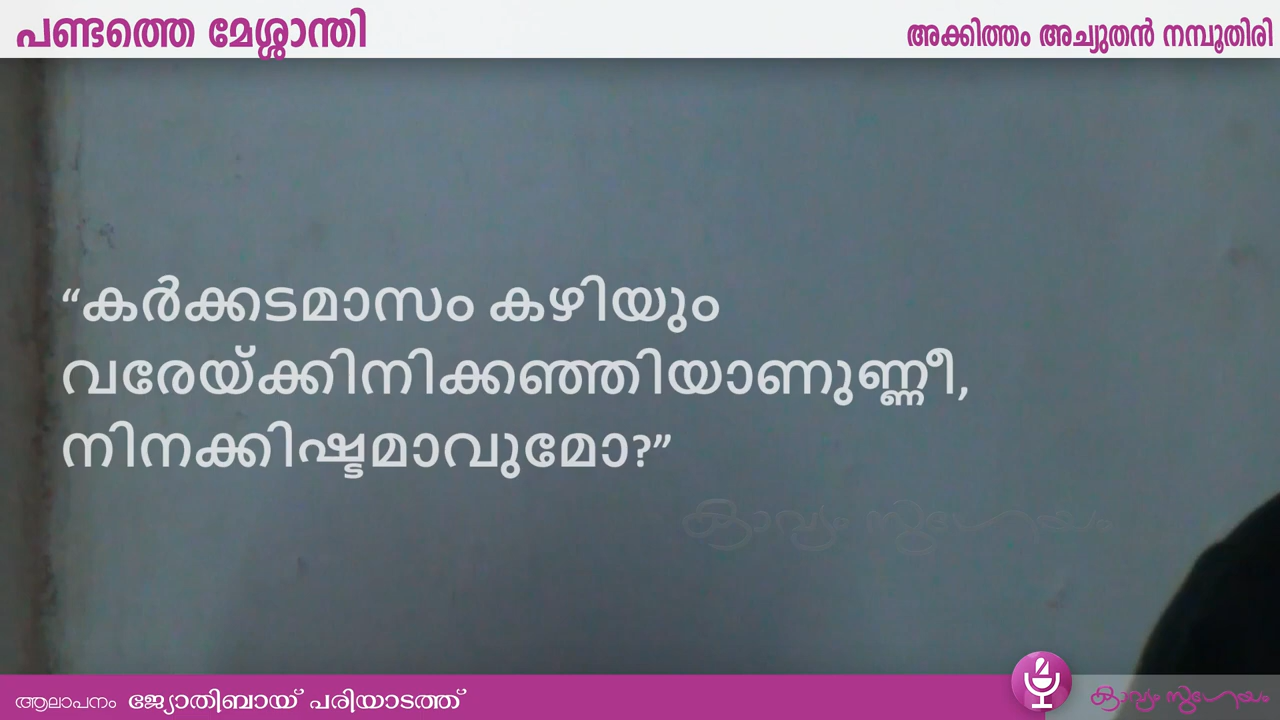 പണ്ടത്തെ മേശ്ശാന്തി
അക്കിത്തം അച്യുതൻ നമ്പൂതിരി
“കർക്കടമാസം കഴിയും
വരേയ്ക്കിനിക്കഞ്ഞിയാണുണ്ണീ,
നിനക്കിഷ്ടമാവുമോ?”
കാവ്യം സുഗേയം
ആലാപനം ജ്യോതിബായ് പരിയാടത്ത്
കാവ്യം സുഗേയം